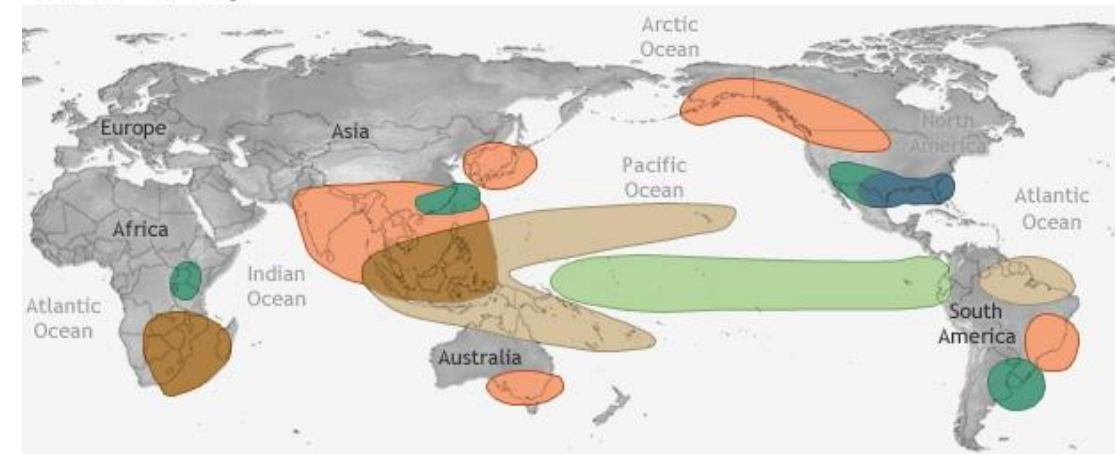 Arctic
Ocean
Europe
Asia
North
America
Pacific
Ocean
Atlantic
Ocean
Africa
Indian
Ocean
Atlantic
Ocean
South
America
Australia